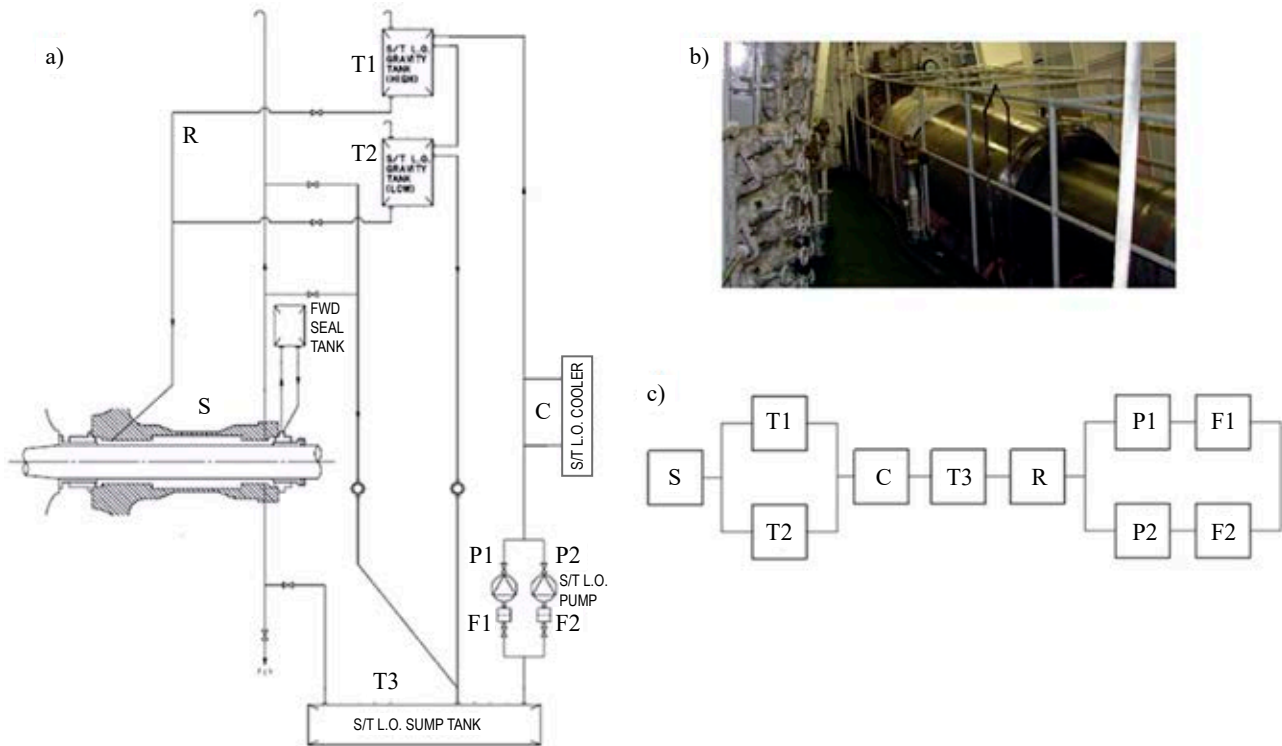 a)
T1
S/T L.O.
GRAVITY
TANK
(HIGH)
R
T2
S/T L.O.
GRAVITY
TANK
(LOW)
FWD
SEAL
TANK
S
C
S/T L.O. COOLER
P1
P2
S/T L.O.
PUMP
F1
F2
T3
S/T L.O. SUMP TANK
b)
c)
S
T1
T2
C
T3
R
P1
F1
P2
F2